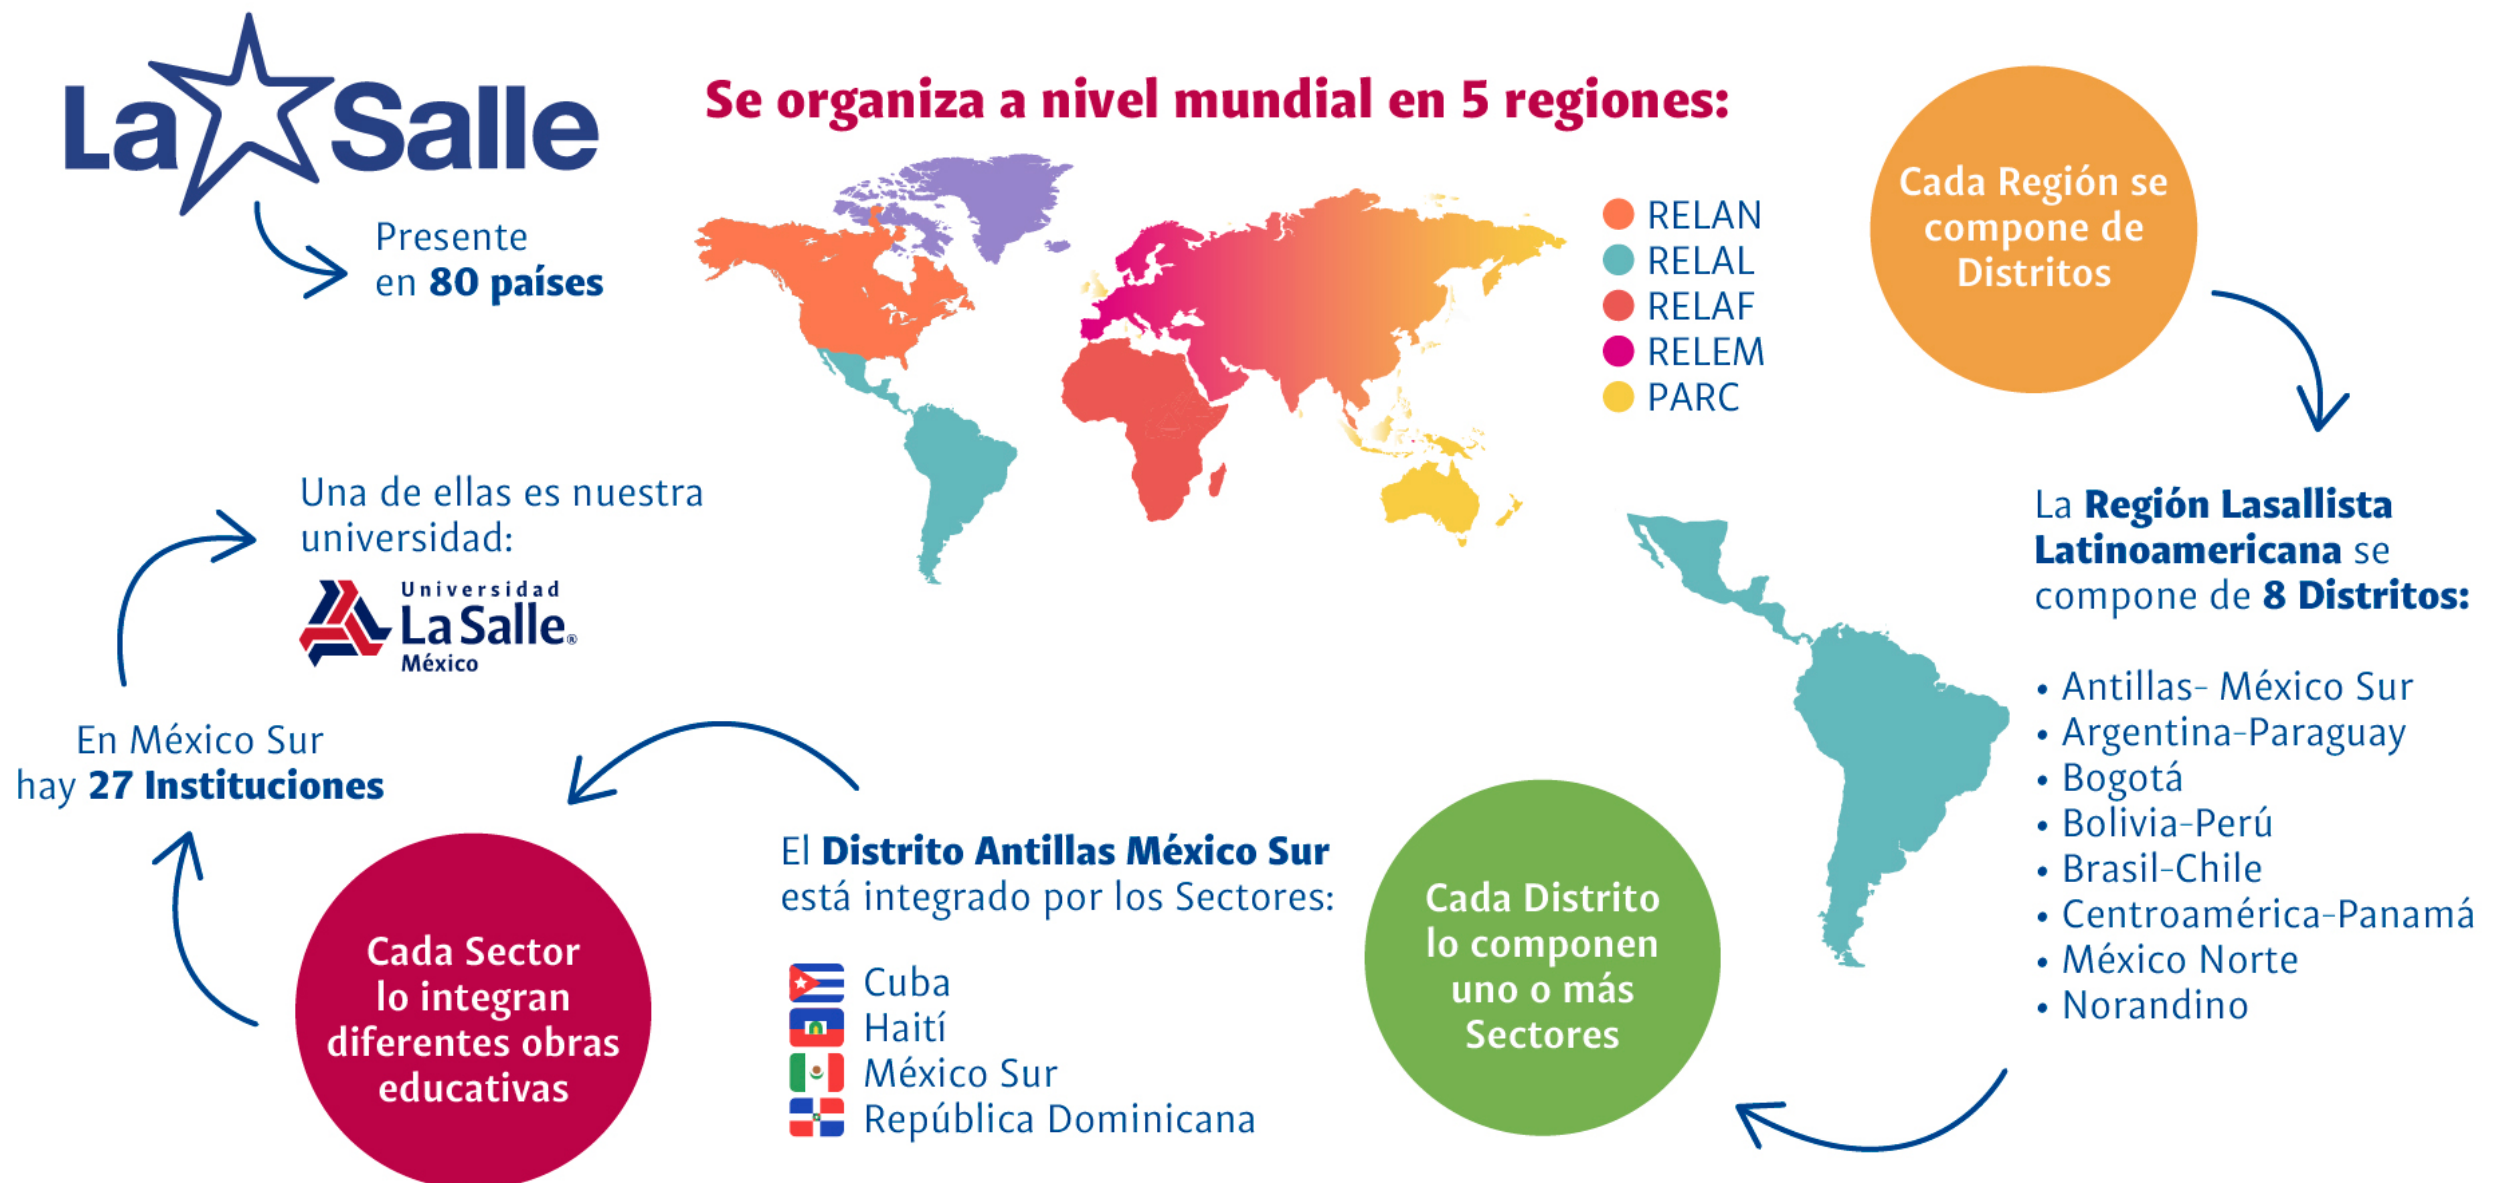 La Salle
Presente
en 80 países
Se organiza a nivel mundial en 5 regiones:
RELAN
RELAL
RELAF
RELEM
PARC
Cada Región se
compone de
Distritos
La Región Lasallista
Latinoamericana se
compone de 8 Distritos:
• Antillas- México Sur
• Argentina-Paraguay
• Bogotá
• Bolivia-Perú
• Brasil-Chile
• Centroamérica-Panamá
• México Norte
• Norandino
Cada Distrito
lo componen
uno o más
Sectores
El Distrito Antillas México Sur
está integrado por los Sectores:
Cuba
Haití
México Sur
República Dominicana
Cada Sector
lo integran
diferentes obras
educativas
En México Sur
hay 27 Instituciones
Una de ellas es nuestra
universidad:
Universidad
La Salle®
México